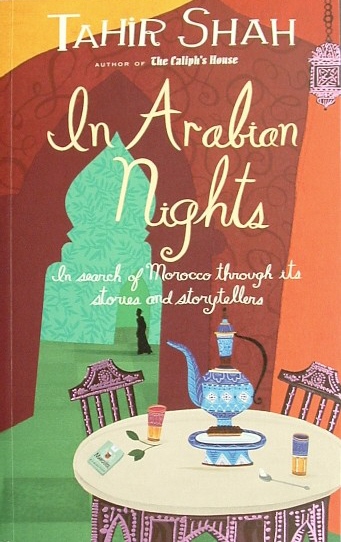 TAHIR SHAH
AUTHOR OF The Caliph's House
In Arabian
Nights
In search of Morocco through its
stories and storytellers